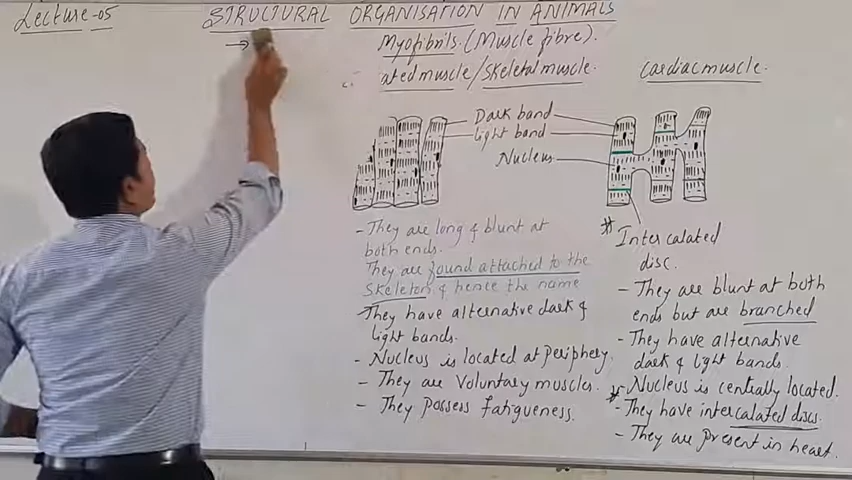 Lecture-05
STRUCTURAL ORGANISATION IN ANIMALS
Myofibrils. (Muscle fibre).
ated muscle / Skeletal muscle.
Cardiac muscle.
Dark band
light band
Nucleus
- They are long & blunt at
both ends.
They are found attached to the
Skeleton & hence the name
- They have alternative dark &
light bands.
- Nucleus is located at periphery.
- They are Voluntary muscles.
- They Possess fatigueness.
* Intercalated
disc.
- They are blunt at both
ends but are branched
- They have alternative
dark & light bands.
- Nucleus is centrally located.
* - They have intercalated discs.
- They are present in heart.